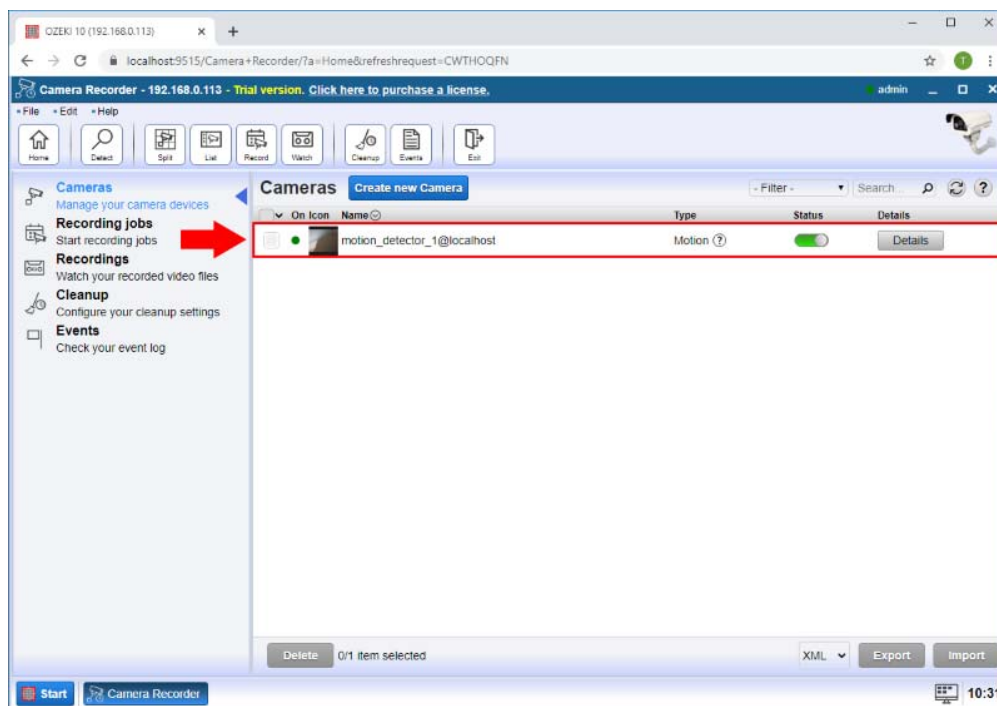 OZEKI 10 (192.168.0.113)
localhost:9515/Camera+Recorder/?a=Home&refreshrequest=CWTHOQFN
T
Camera Recorder - 192.168.0.113 - Trial version. Click here to purchase a license.
admin
File Edit Help
Home Detect Split List Record Watch Cleanup Events Exit
Cameras
Manage your camera devices
Recording jobs
Start recording jobs
Recordings
Watch your recorded video files
Cleanup
Configure your cleanup settings
Events
Check your event log
Cameras Create new Camera - Filter - Search...
On Icon Name Type Status Details
motion_detector_1@localhost Motion ? Details
Delete 0/1 item selected XML Export Import
Start Camera Recorder 10:31